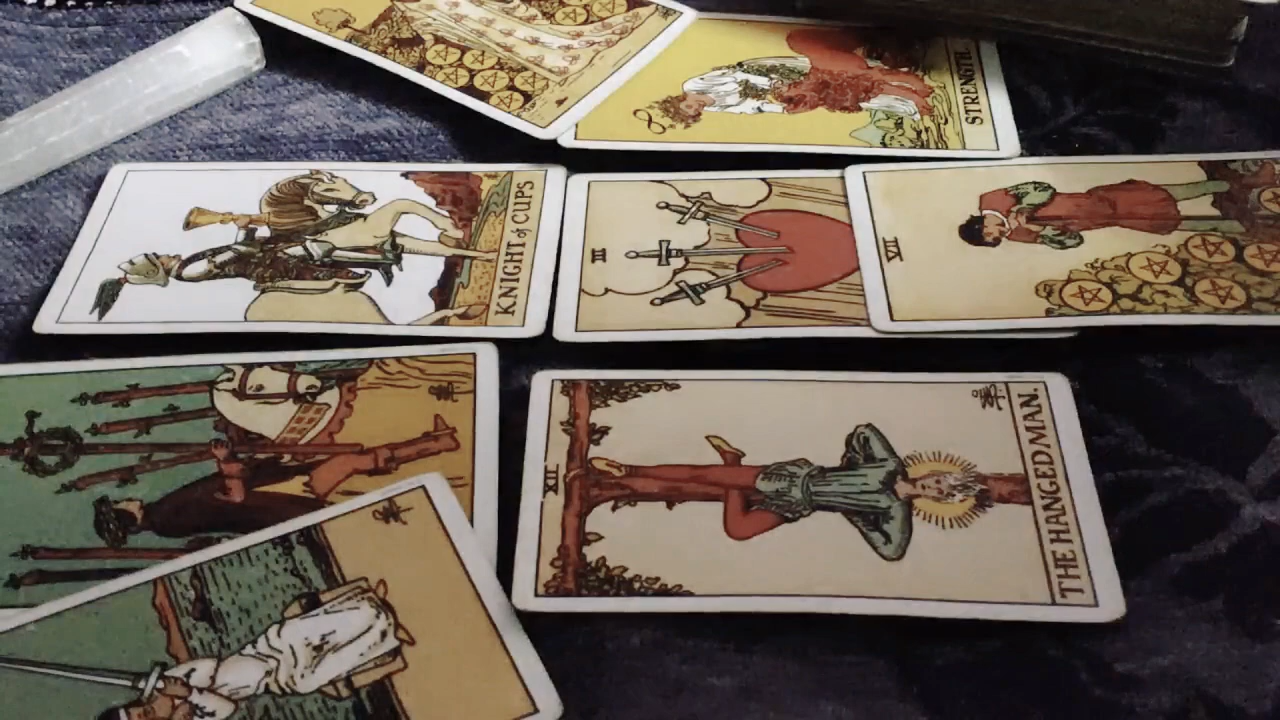 STRENGTH.
KNIGHT of CUPS
III
VII
XII
THE HANGED MAN.